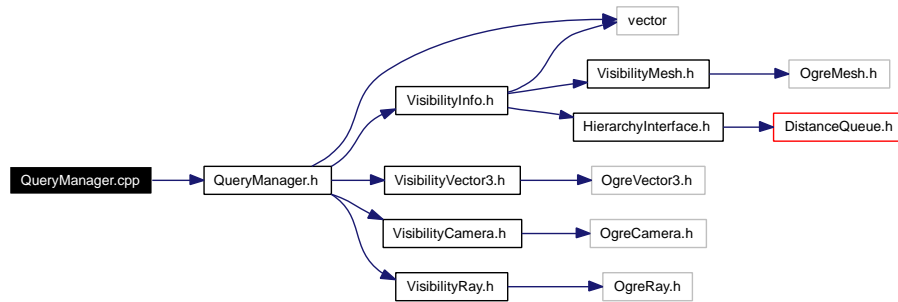 vector
VisibilityMesh.h
OgreMesh.h
VisibilityInfo.h
HierarchyInterface.h
DistanceQueue.h
QueryManager.cpp
QueryManager.h
VisibilityVector3.h
OgreVector3.h
VisibilityCamera.h
OgreCamera.h
VisibilityRay.h
OgreRay.h